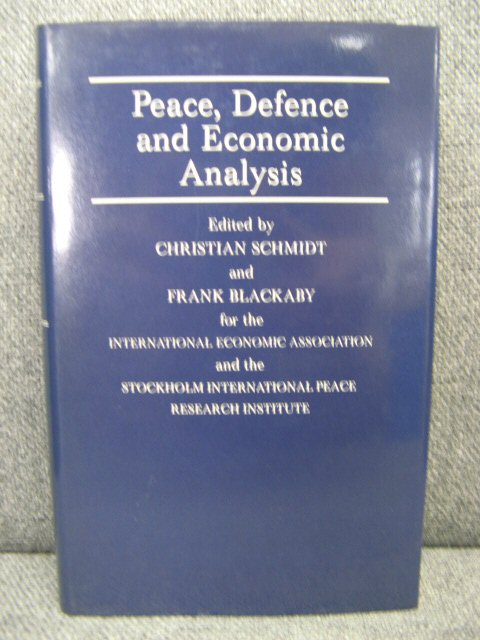 Peace, Defence
and Economic
Analysis
Edited by
CHRISTIAN SCHMIDT
and
FRANK BLACKABY
for the
INTERNATIONAL ECONOMIC ASSOCIATION
and the
STOCKHOLM INTERNATIONAL PEACE
RESEARCH INSTITUTE